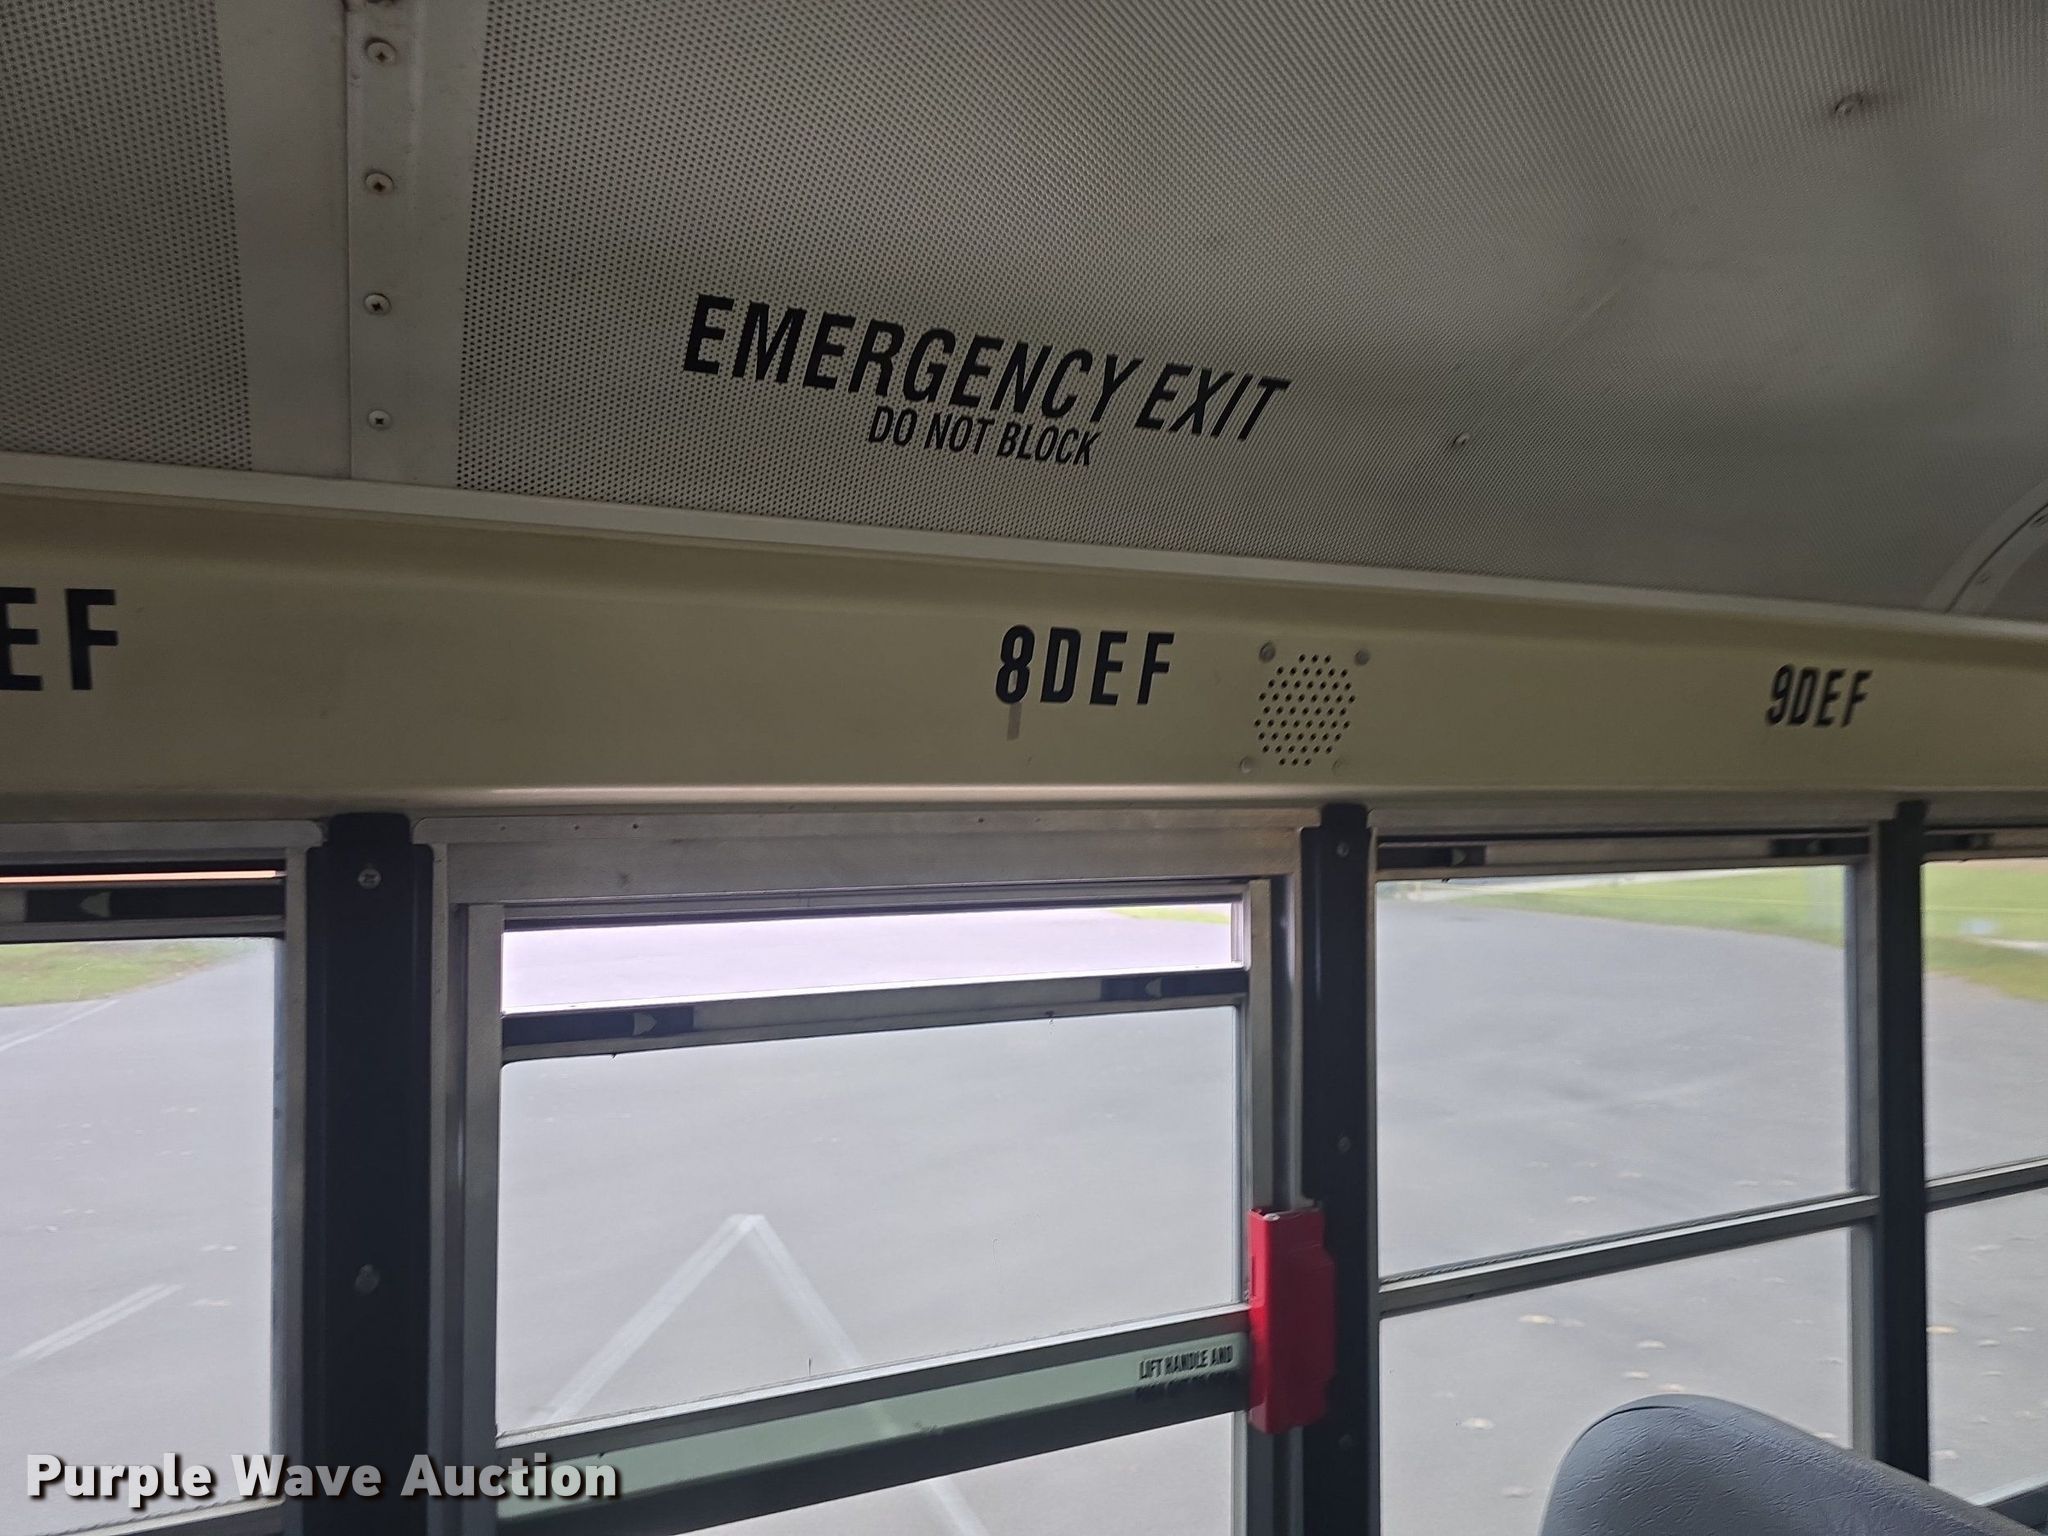 EMERGENCY EXIT
DO NOT BLOCK
EF
8DEF
9DEF
LIFT HANDLE AND
Purple Wave Auction